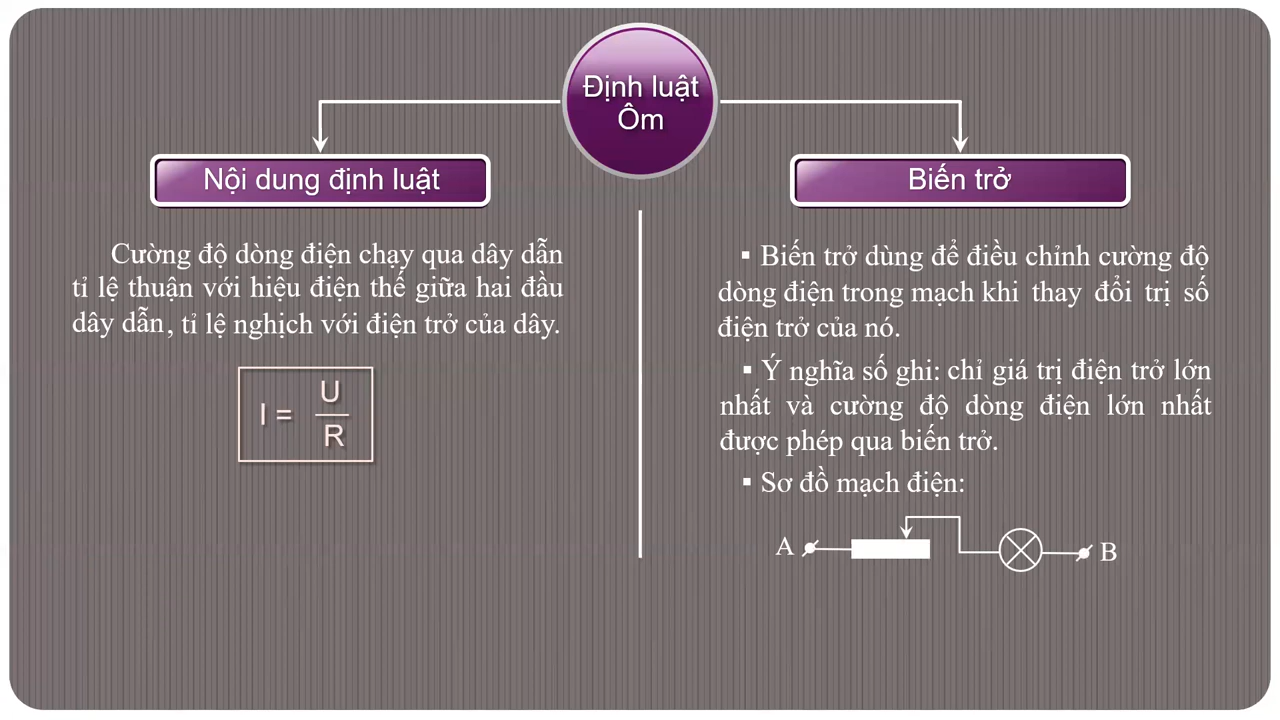 Định luật
Ôm
Nội dung định luật
Cường độ dòng điện chạy qua dây dẫn
tỉ lệ thuận với hiệu điện thế giữa hai đầu
dây dẫn, tỉ lệ nghịch với điện trở của dây.
I = U/R
Biến trở
▪ Biến trở dùng để điều chỉnh cường độ
dòng điện trong mạch khi thay đổi trị số
điện trở của nó.
▪ Ý nghĩa số ghi: chỉ giá trị điện trở lớn
nhất và cường độ dòng điện lớn nhất
được phép qua biến trở.
▪ Sơ đồ mạch điện:
A B